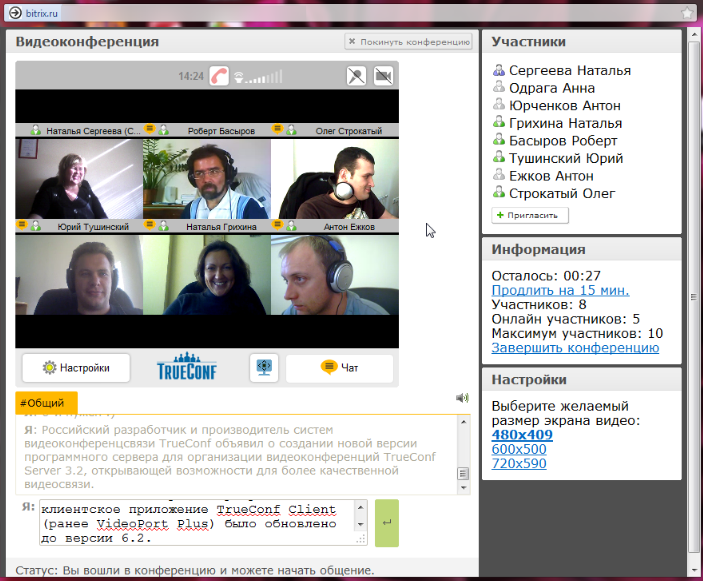 bitrix.ru
Видеоконференция
Покинуть конференцию
14:24
Наталья Сергеева (С...
Роберт Басыров
Олег Строкатый
Юрий Тушинский
Наталья Грихина
Антон Ежков
Настройки
TRUECONF
Чат
#Общий
Я: Российский разработчик и производитель систем
видеоконференцсвязи TrueConf объявил о создании новой версии
программного сервера для организации видеоконференций TrueConf
Server 3.2, открывающей возможности для более качественной
видеосвязи.
Я:
клиентское приложение TrueConf Client
(ранее VideoPort Plus) было обновлено
до версии 6.2.
Статус: Вы вошли в конференцию и можете начать общение.
Участники
Сергеева Наталья
Одрага Анна
Юрченков Антон
Грихина Наталья
Басыров Роберт
Тушинский Юрий
Ежков Антон
Строкатый Олег
Пригласить
Информация
Осталось: 00:27
Продлить на 15 мин.
Участников: 8
Онлайн участников: 5
Максимум участников: 10
Завершить конференцию
Настройки
Выберите желаемый
размер экрана видео:
480x409
600x500
720x590